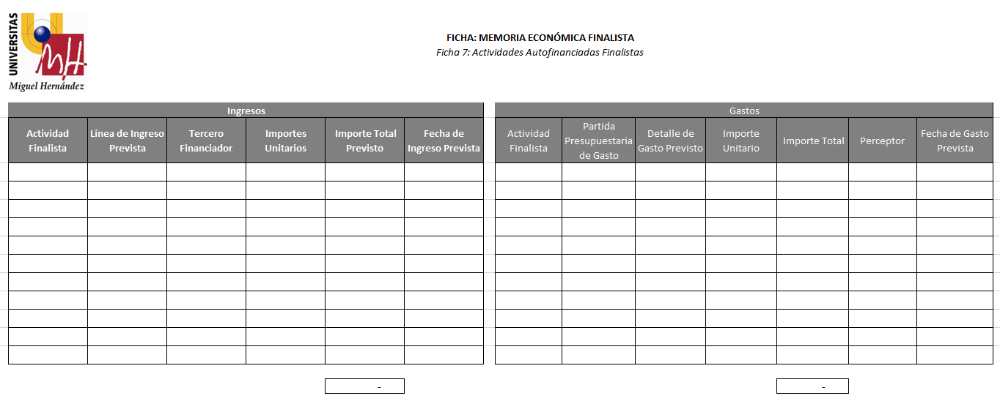 UNIVERSITAS
MH
Miguel Hernández
FICHA: MEMORIA ECONÓMICA FINALISTA
Ficha 7: Actividades Autofinanciadas Finalistas
Ingresos
Actividad
Finalista
Línea de Ingreso
Prevista
Tercero
Financiador
Importes
Unitarios
Importe Total
Previsto
Fecha de
Ingreso Prevista
Gastos
Actividad
Finalista
Partida
Presupuestaria
de Gasto
Detalle de
Gasto Previsto
Importe
Unitario
Importe Total
Perceptor
Fecha de Gasto
Prevista
-
-